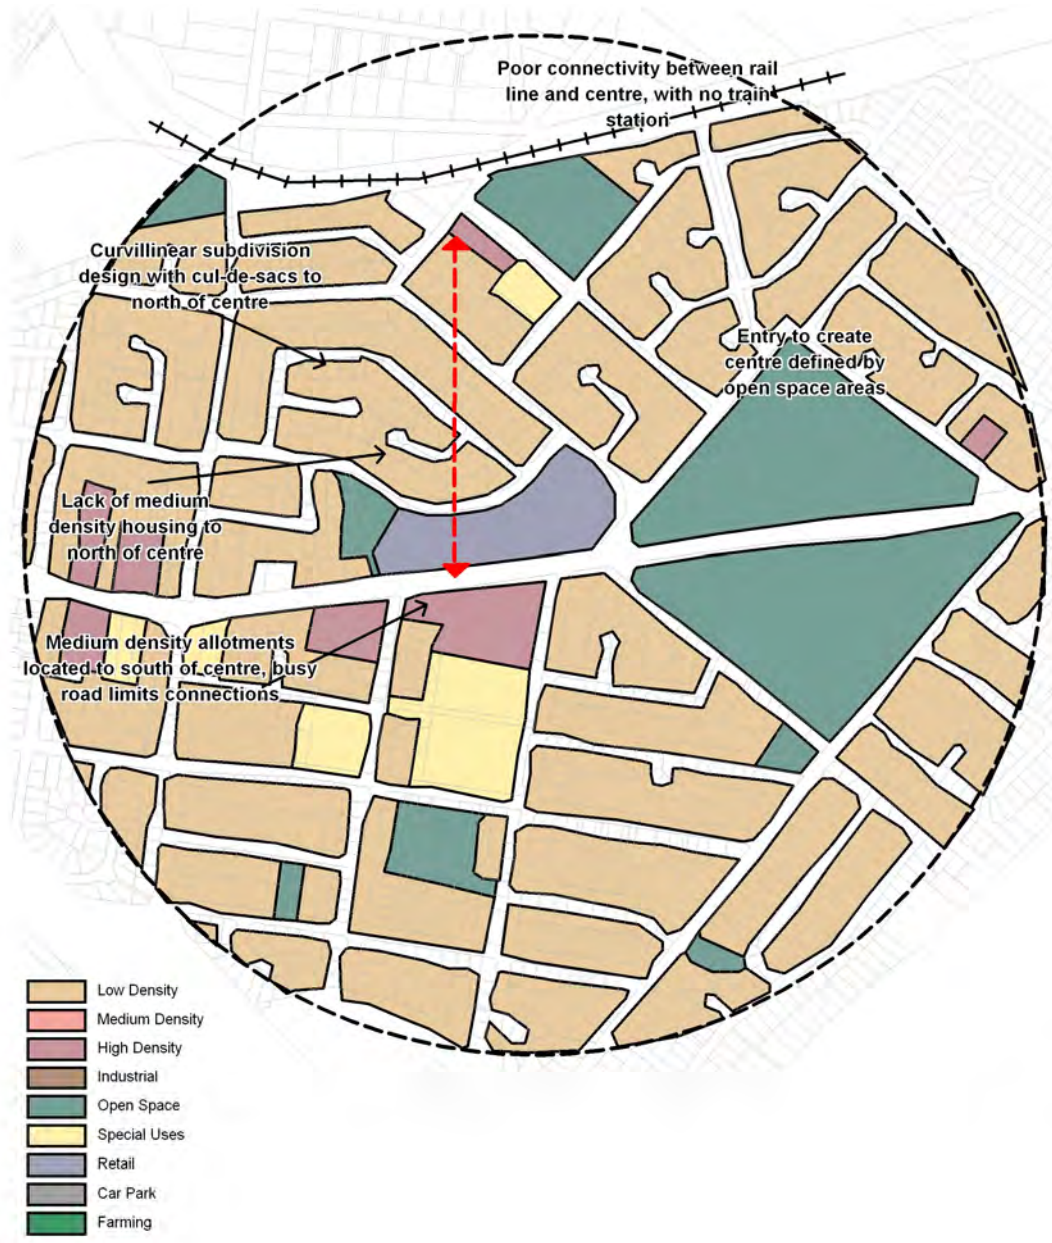 Poor connectivity between rail
line and centre, with no train
station
Curvillinear subdivision
design with cul-de-sacs to
north of centre
Entry to create
centre defined by
open space areas
Lack of medium
density housing to
north of centre
Medium density allotments
located to south of centre, busy
road limits connections
Low Density
Medium Density
High Density
Industrial
Open Space
Special Uses
Retail
Car Park
Farming